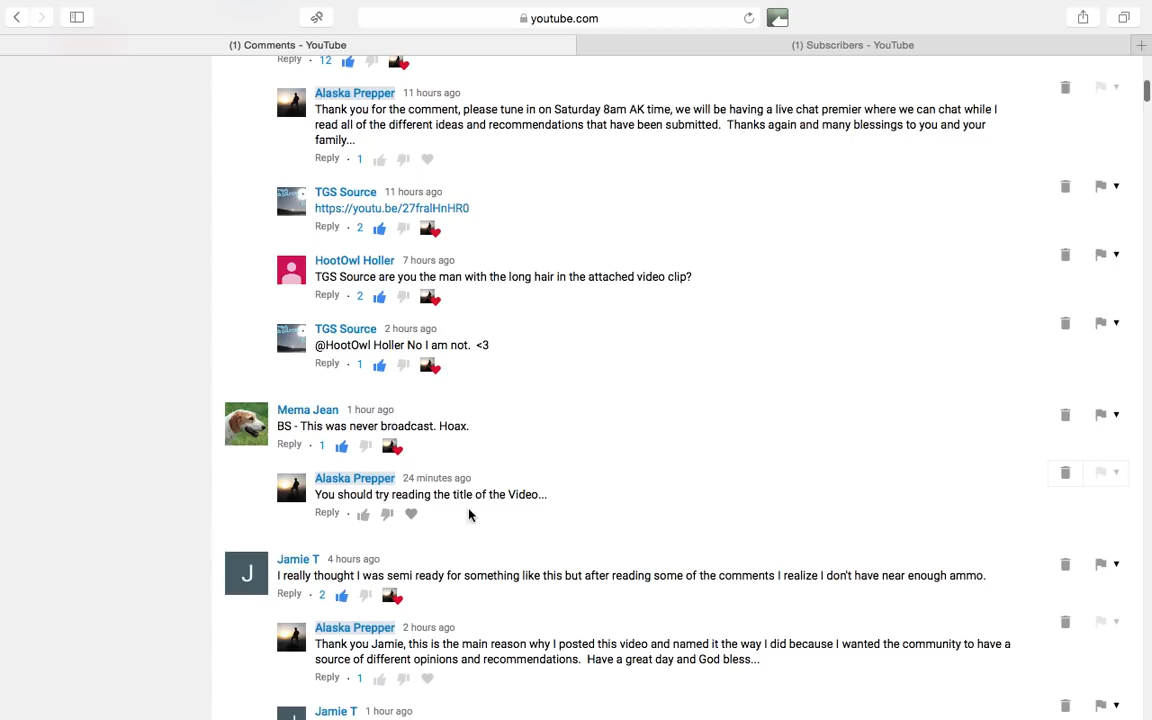 youtube.com
(1) Comments - YouTube
(1) Subscribers - YouTube
Reply · 12
Alaska Prepper 11 hours ago
Thank you for the comment, please tune in on Saturday 8am AK time, we will be having a live chat premier where we can chat while I
read all of the different ideas and recommendations that have been submitted. Thanks again and many blessings to you and your
family...
Reply · 1
TGS Source 11 hours ago
https://youtu.be/27fralHnHR0
Reply · 2
HootOwl Holler 7 hours ago
TGS Source are you the man with the long hair in the attached video clip?
Reply · 2
TGS Source 2 hours ago
@HootOwl Holler No I am not. <3
Reply · 1
Mema Jean 1 hour ago
BS - This was never broadcast. Hoax.
Reply · 1
Alaska Prepper 24 minutes ago
You should try reading the title of the Video...
Reply ·
J
Jamie T 4 hours ago
I really thought I was semi ready for something like this but after reading some of the comments I realize I don't have near enough ammo.
Reply · 2
Alaska Prepper 2 hours ago
Thank you Jamie, this is the main reason why I posted this video and named it the way I did because I wanted the community to have a
source of different opinions and recommendations. Have a great day and God bless...
Reply · 1
Jamie T 1 hour ago